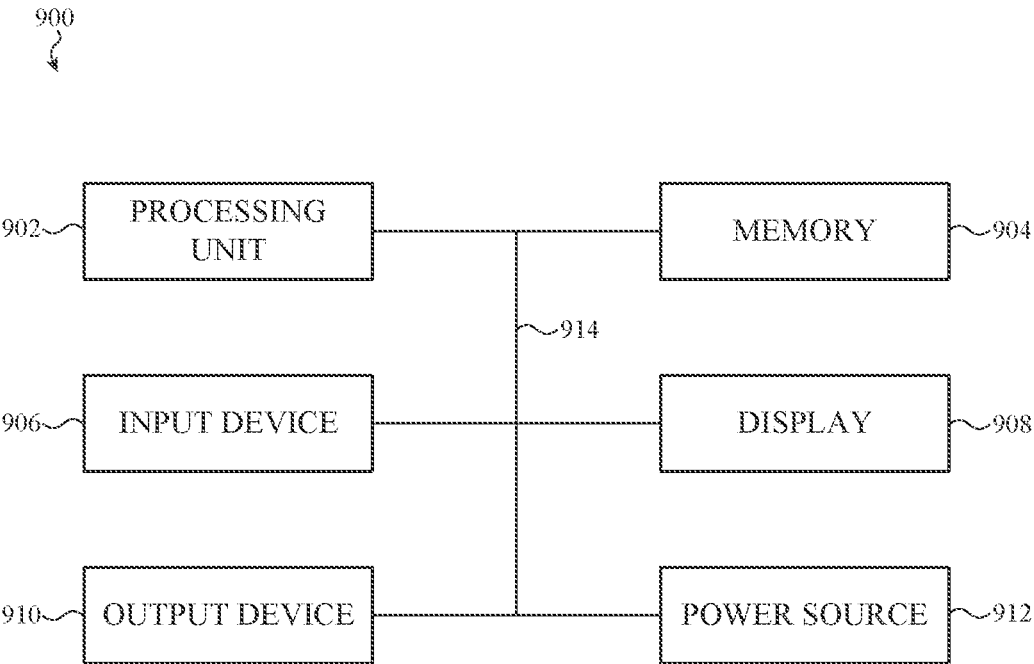 900
902
PROCESSING
UNIT
MEMORY
904
914
906
INPUT DEVICE
DISPLAY
908
910
OUTPUT DEVICE
POWER SOURCE
912